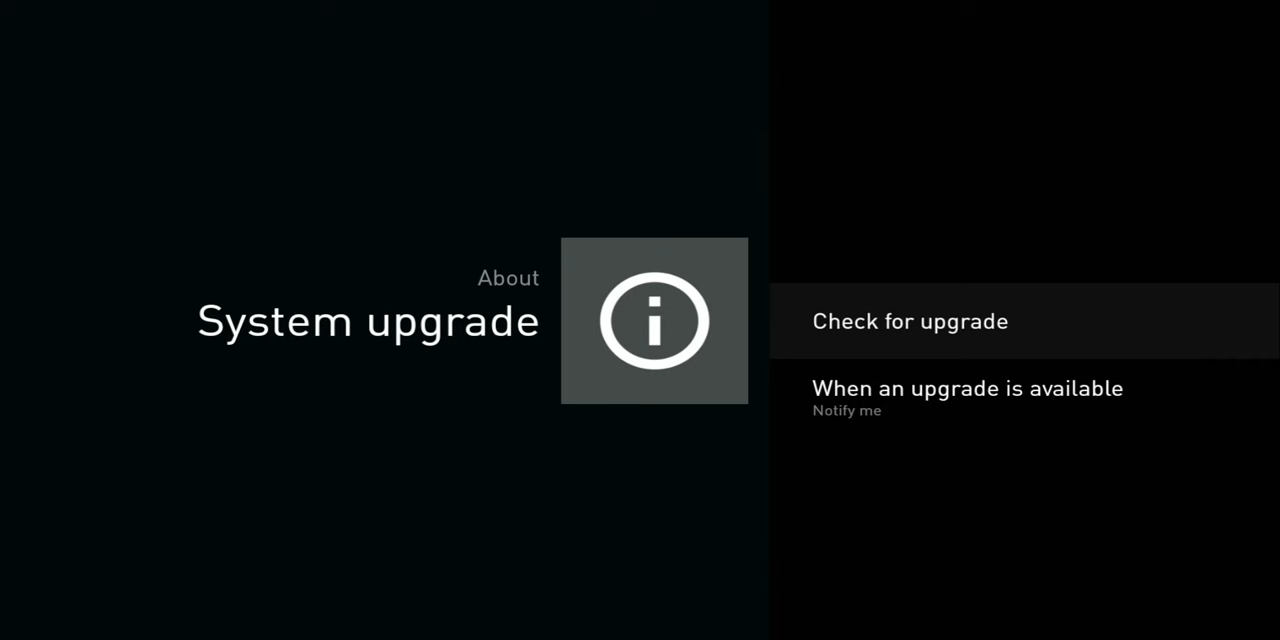 About
System upgrade
Check for upgrade
When an upgrade is available
Notify me